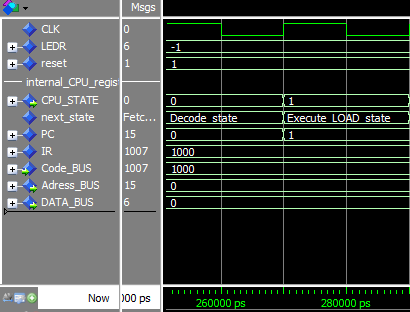 Msgs
CLK 0
LEDR 6 -1
reset 1 1
internal_CPU_regist
CPU_STATE 0 0 1
next_state Fetc... Decode_state Execute_LOAD_state
PC 15 0 1
IR 1007 1000
Code_BUS 1007 1000
Adress_BUS 15 0
DATA_BUS 6 0
Now 000 ps 260000 ps 280000 ps